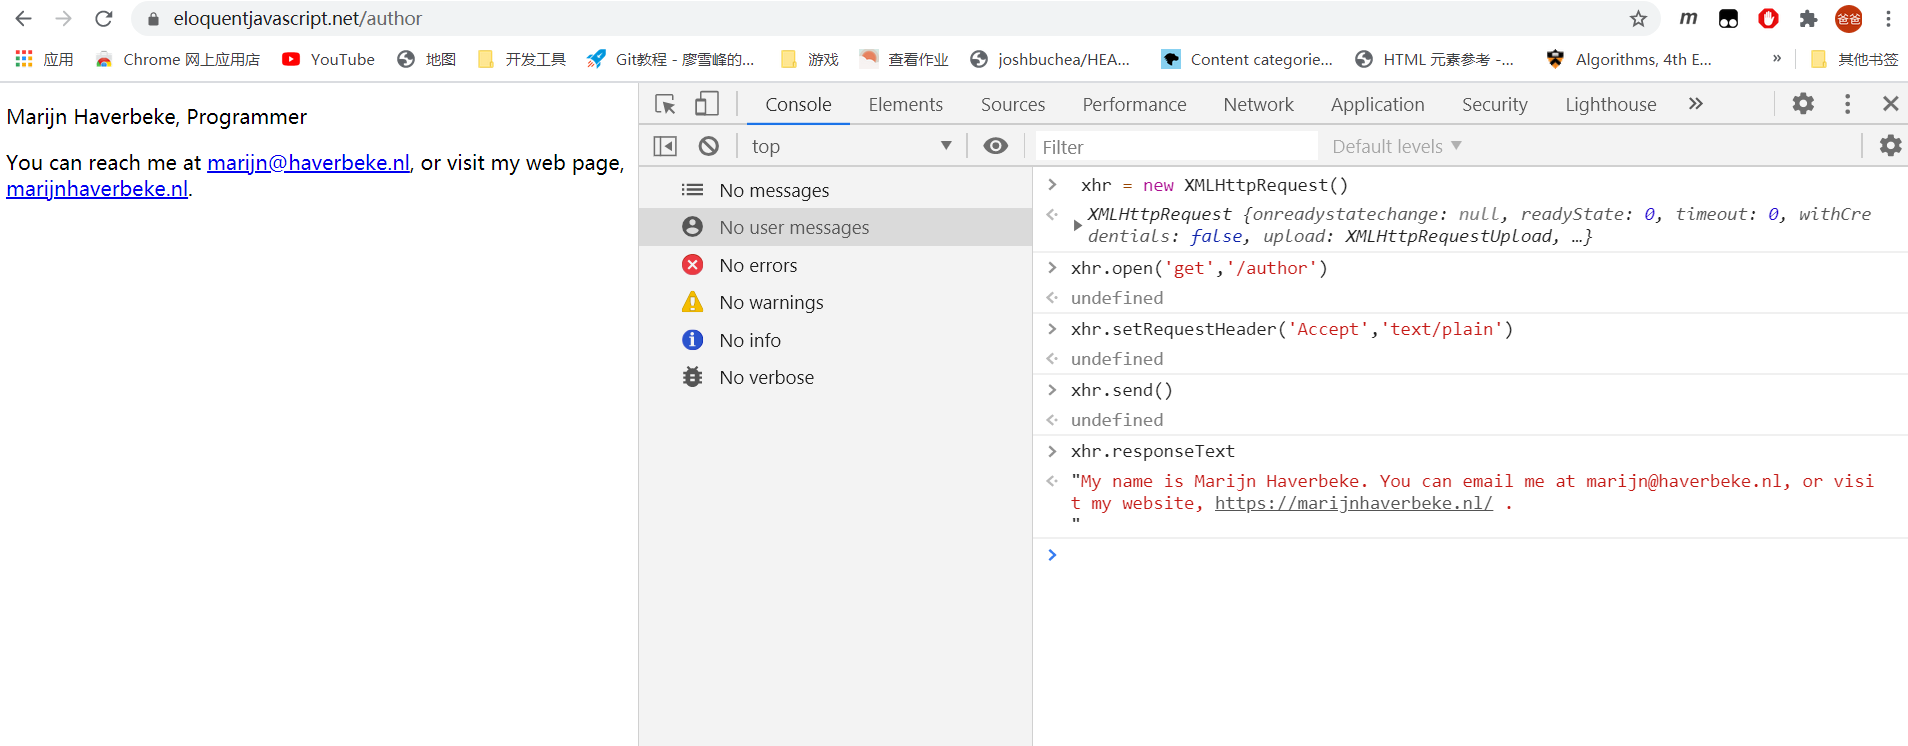 eloquentjavascript.net/author
m
爸爸
应用
Chrome 网上应用店
YouTube
地图
开发工具
Git教程 - 廖雪峰的...
游戏
查看作业
joshbuchea/HEA...
Content categorie...
HTML 元素参考 -...
Algorithms, 4th E...
»
其他书签
Marijn Haverbeke, Programmer
You can reach me at marijn@haverbeke.nl, or visit my web page,
marijnhaverbeke.nl.
Console
Elements
Sources
Performance
Network
Application
Security
Lighthouse
»
top
Filter
Default levels
No messages
No user messages
No errors
No warnings
No info
No verbose
xhr = new XMLHttpRequest()
XMLHttpRequest {onreadystatechange: null, readyState: 0, timeout: 0, withCre
dentials: false, upload: XMLHttpRequestUpload, …}
xhr.open('get','/author')
undefined
xhr.setRequestHeader('Accept','text/plain')
undefined
xhr.send()
undefined
xhr.responseText
"My name is Marijn Haverbeke. You can email me at marijn@haverbeke.nl, or visi
t my website, https://marijnhaverbeke.nl/ .
"